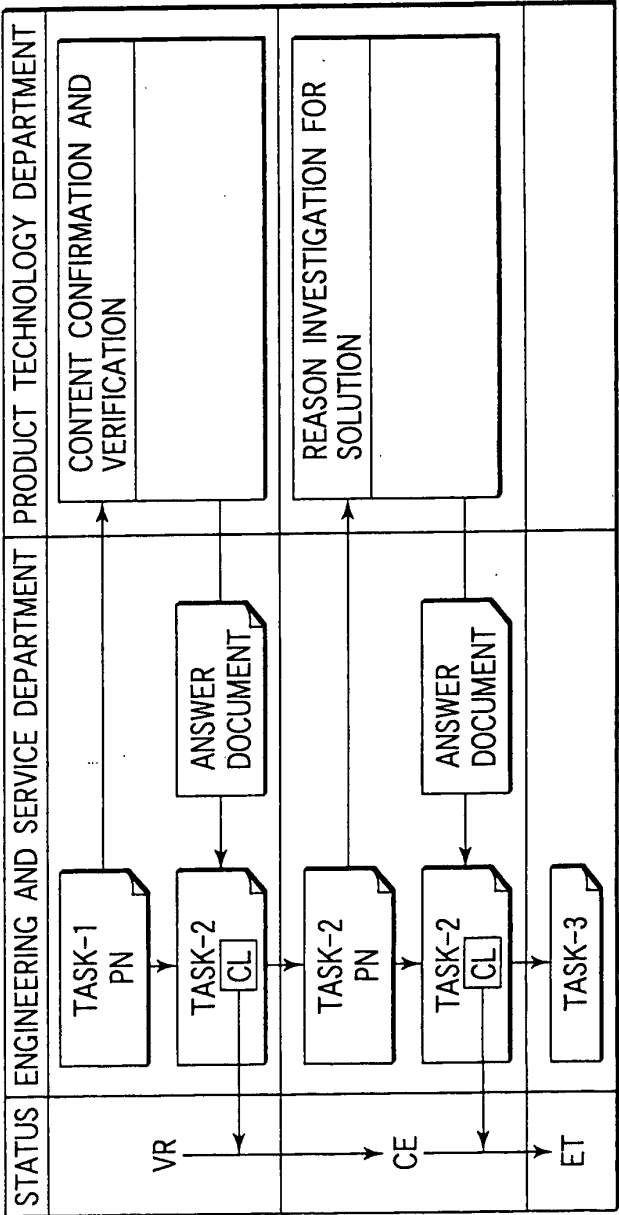 STATUS
ENGINEERING AND SERVICE DEPARTMENT
PRODUCT TECHNOLOGY DEPARTMENT
VR
TASK-1
PN
CONTENT CONFIRMATION AND
VERIFICATION
TASK-2
CL
ANSWER
DOCUMENT
CE
TASK-2
PN
REASON INVESTIGATION FOR
SOLUTION
TASK-2
CL
ANSWER
DOCUMENT
ET
TASK-3